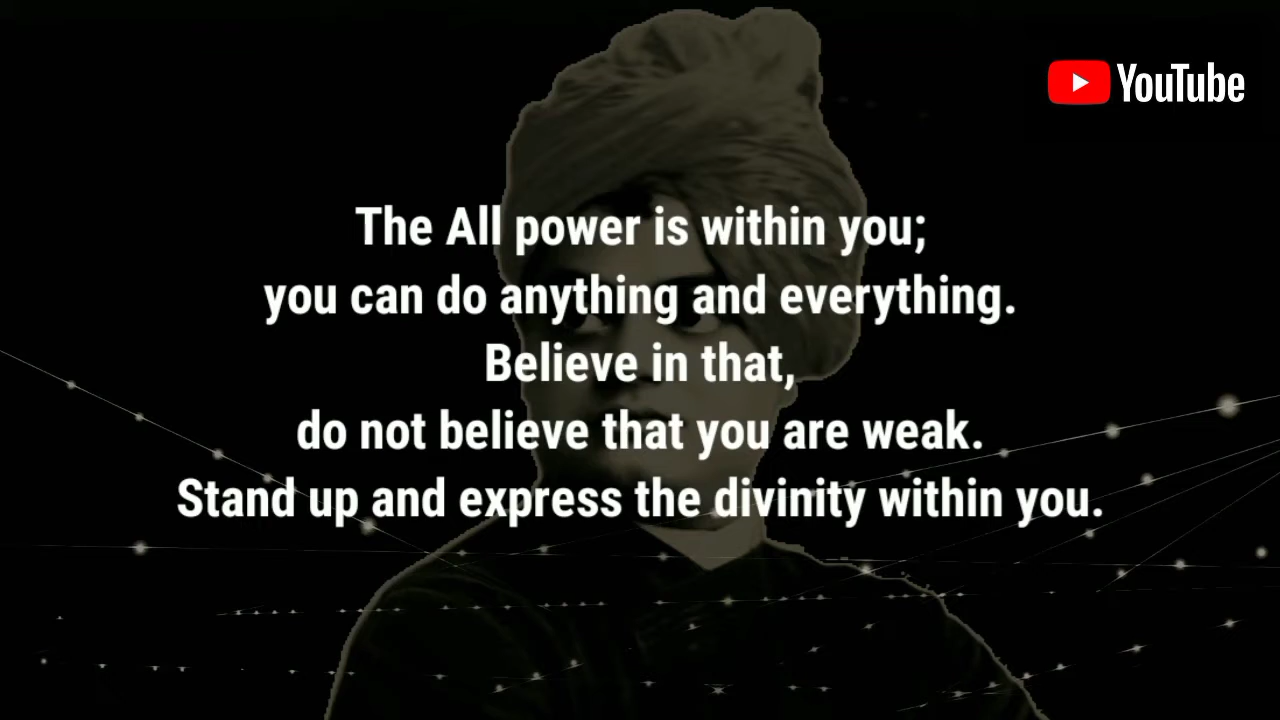 YouTube
The All power is within you;
you can do anything and everything.
Believe in that,
do not believe that you are weak.
Stand up and express the divinity within you.